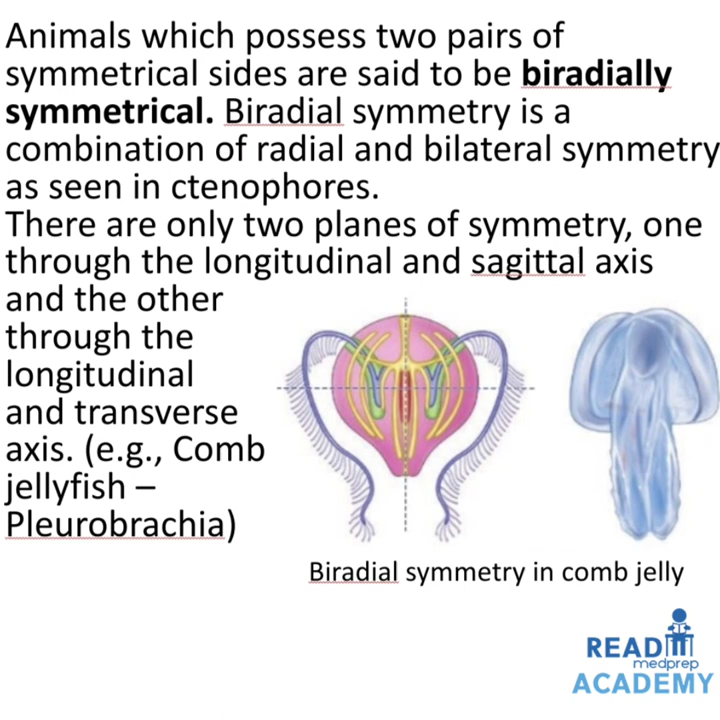 Animals which possess two pairs of
symmetrical sides are said to be biradially
symmetrical. Biradial symmetry is a
combination of radial and bilateral symmetry
as seen in ctenophores.
There are only two planes of symmetry, one
through the longitudinal and sagittal axis
and the other
through the
longitudinal
and transverse
axis. (e.g., Comb
jellyfish –
Pleurobrachia)
Biradial symmetry in comb jelly
READ
medprep
ACADEMY